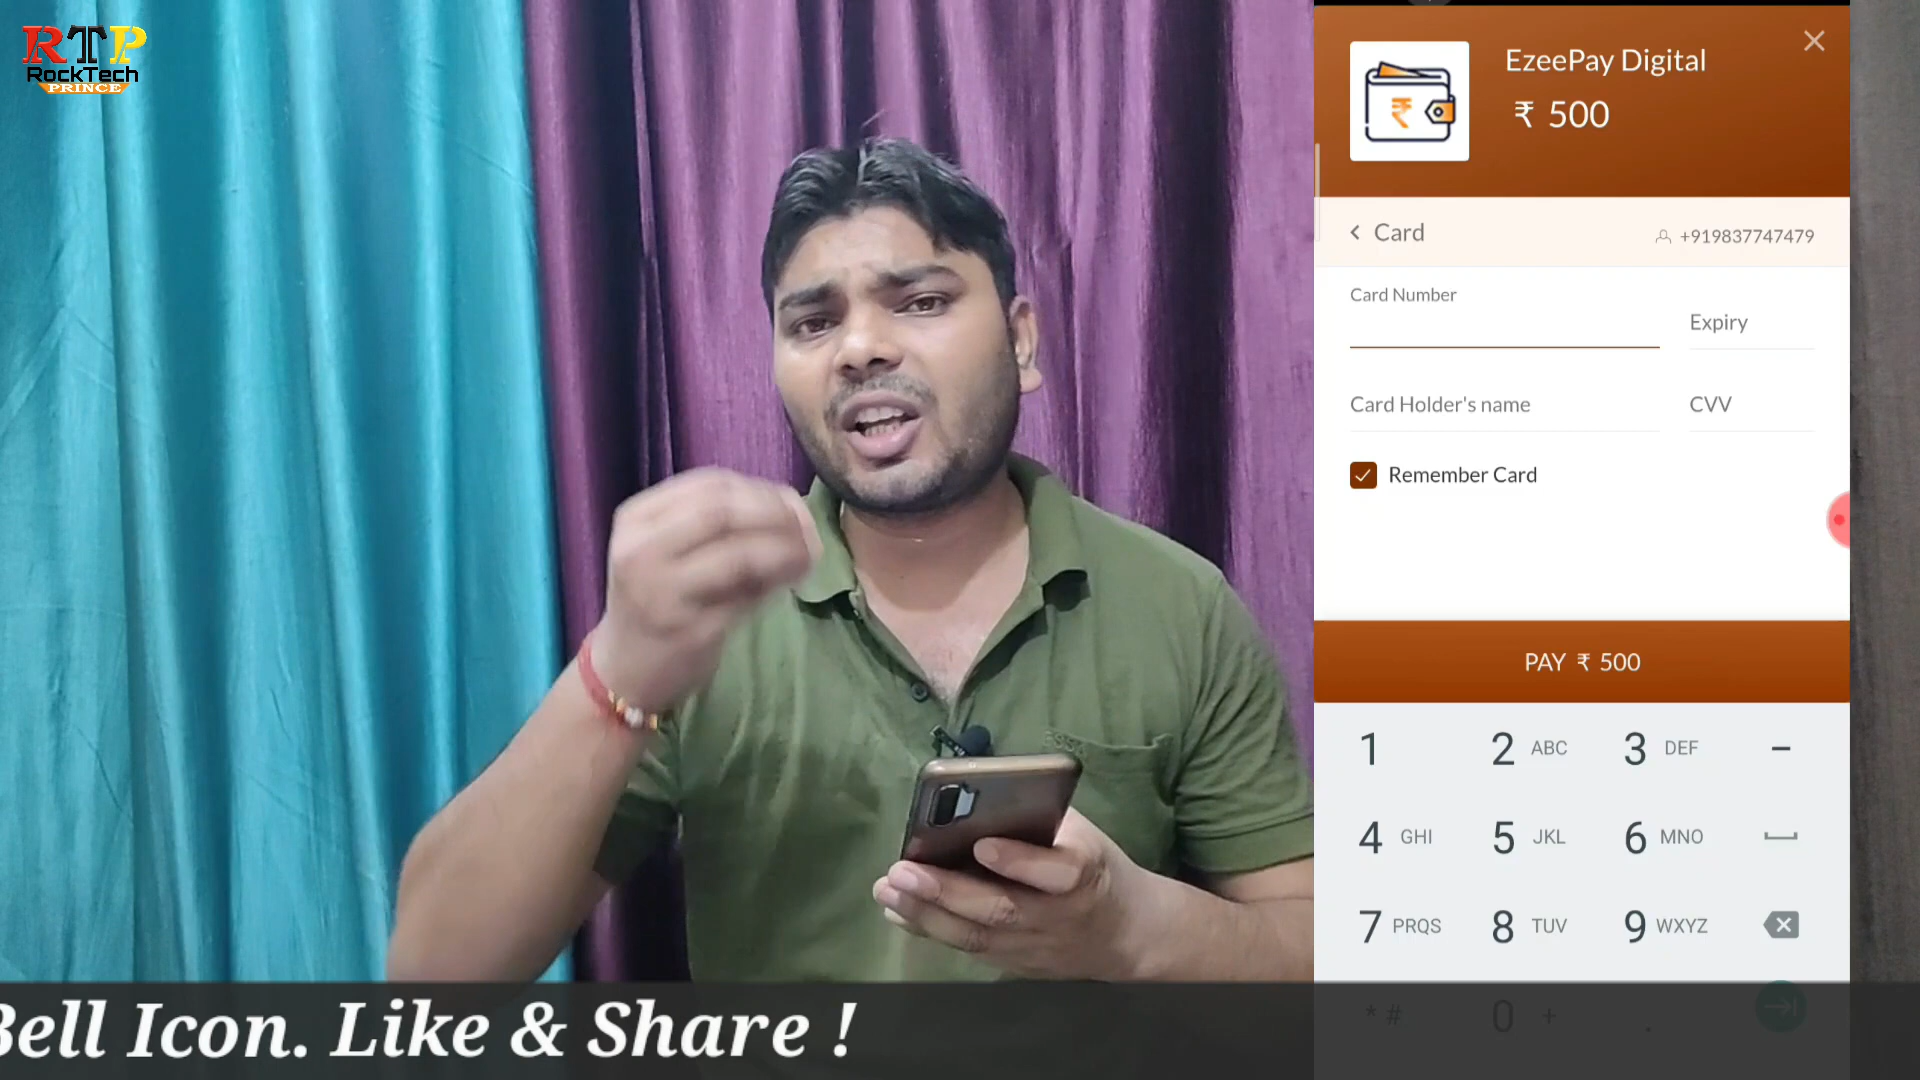 RTP
RockTech
PRINCE
EzeePay Digital
₹ 500
Card
+919837747479
Card Number
Expiry
Card Holder's name
CVV
Remember Card
PAY ₹ 500
1
2 ABC
3 DEF
-
4 GHI
5 JKL
6 MNO
7 PRQS
8 TUV
9 WXYZ
* #
0 +
.
Bell Icon. Like & Share !